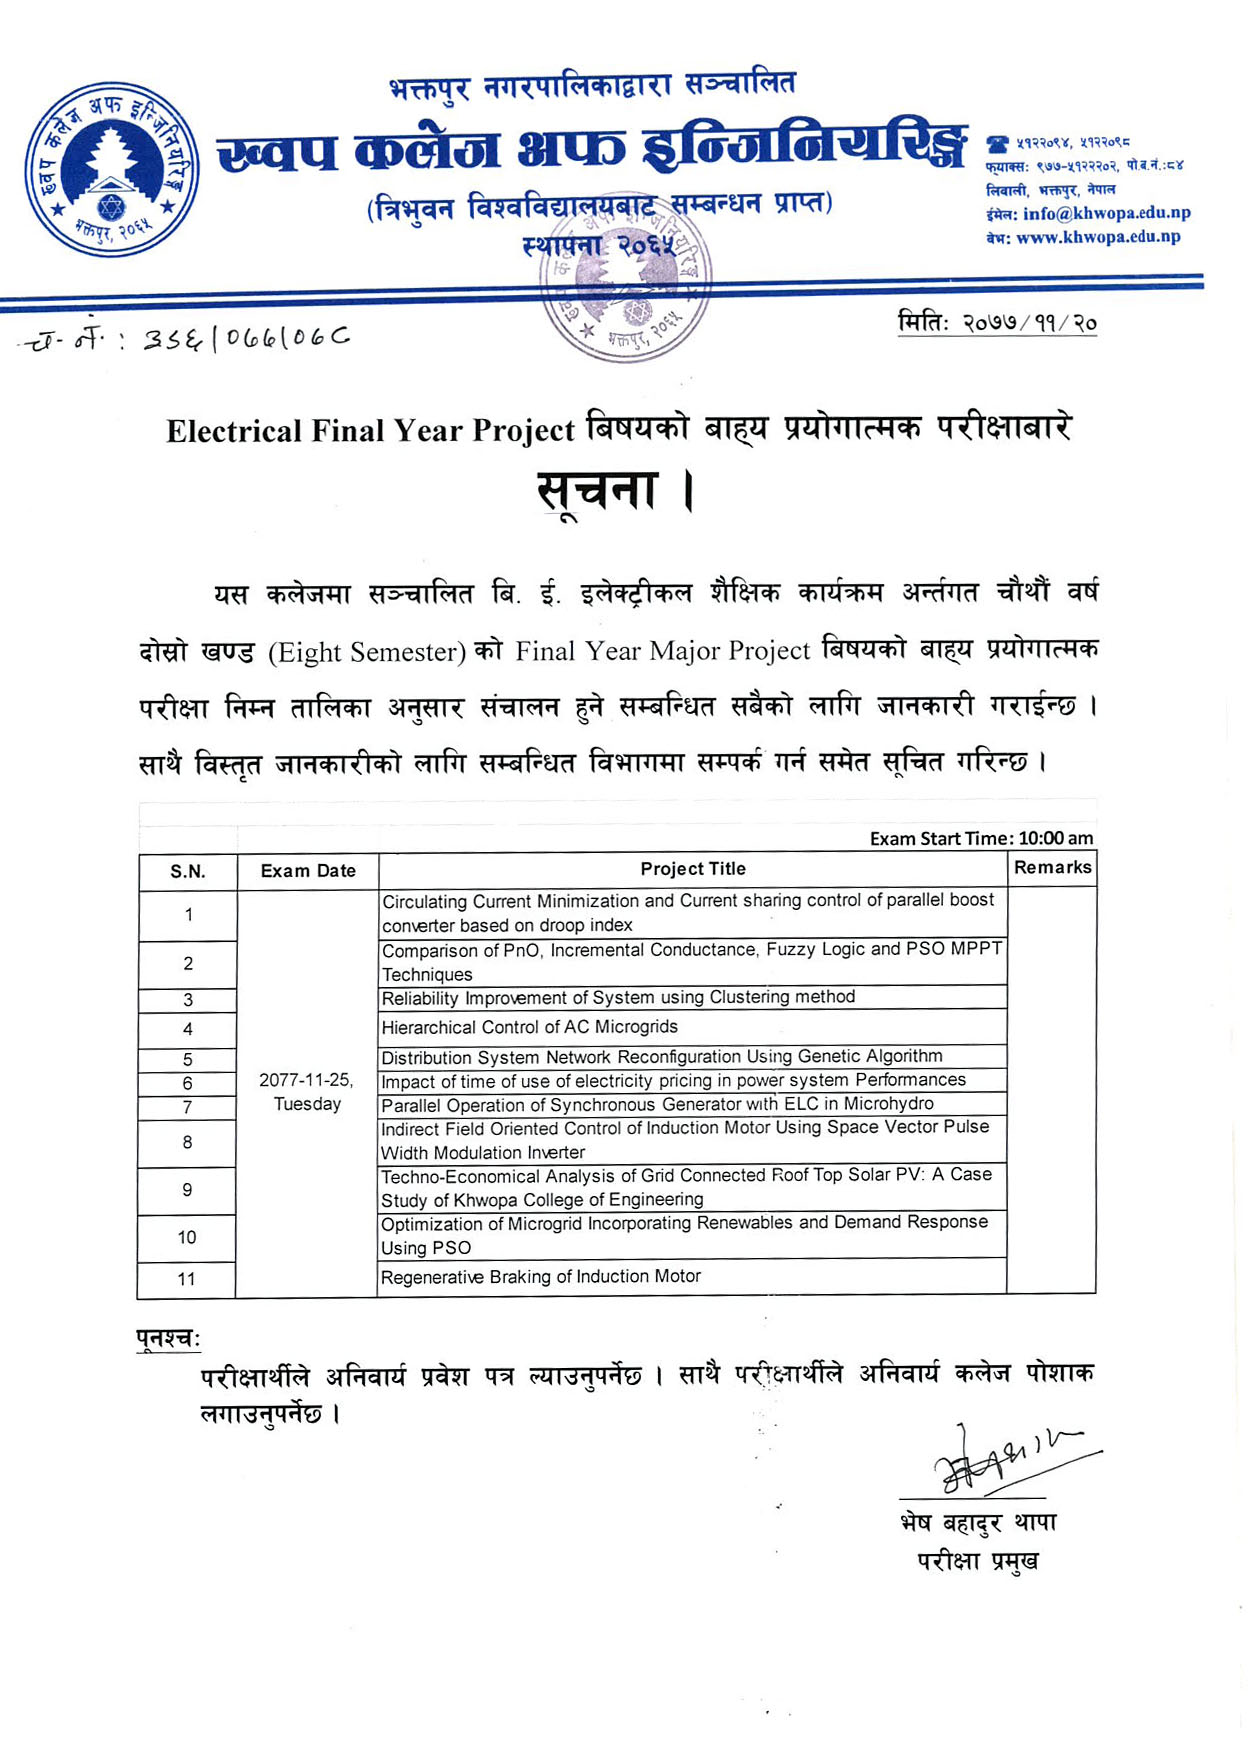 भक्तपुर नगरपालिकाद्वारा सञ्चालित
ख्वप कलेज अफ इन्जिनियरिङ्ग
(त्रिभुवन विश्वविद्यालयबाट सम्बन्धन प्राप्त)
स्थापना २०६५
ख्वप कलेज अफ इन्जिनियरिङ्ग
भक्तपुर, २०६५
☎ ५१२२०९४, ५१२२०९८
फ्याक्स: ९७७-५१२२२०२, पो.ब.नं.:८४
लिवाली, भक्तपुर, नेपाल
ईमेल: info@khwopa.edu.np
वेभ: www.khwopa.edu.np
च. नं. :
मिति: २०७७/११/२०
Electrical Final Year Project बिषयको बाह्य प्रयोगात्मक परीक्षाबारे
सूचना ।
यस कलेजमा सञ्चालित बि. ई. इलेक्ट्रीकल शैक्षिक कार्यक्रम अर्न्तगत चौथौं वर्ष
दोस्रो खण्ड (Eight Semester) को Final Year Major Project बिषयको बाह्य प्रयोगात्मक
परीक्षा निम्न तालिका अनुसार संचालन हुने सम्बन्धित सबैको लागि जानकारी गराईन्छ ।
साथै विस्तृत जानकारीको लागि सम्बन्धित विभागमा सम्पर्क गर्न समेत सूचित गरिन्छ ।
Exam Start Time: 10:00 am
S.N. Exam Date Project Title Remarks
1 Circulating Current Minimization and Current sharing control of parallel boost
converter based on droop index
2 Comparison of PnO, Incremental Conductance, Fuzzy Logic and PSO MPPT
Techniques
3 Reliability Improvement of System using Clustering method
4 Hierarchical Control of AC Microgrids
5 Distribution System Network Reconfiguration Using Genetic Algorithm
2077-11-25,
Tuesday
6 Impact of time of use of electricity pricing in power system Performances
7 Parallel Operation of Synchronous Generator with ELC in Microhydro
8 Indirect Field Oriented Control of Induction Motor Using Space Vector Pulse
Width Modulation Inverter
9 Techno-Economical Analysis of Grid Connected Roof Top Solar PV: A Case
Study of Khwopa College of Engineering
10 Optimization of Microgrid Incorporating Renewables and Demand Response
Using PSO
11 Regenerative Braking of Induction Motor
पूनश्च:
परीक्षार्थीले अनिवार्य प्रवेश पत्र ल्याउनुपर्नेछ । साथै परीक्षार्थीले अनिवार्य कलेज पोशाक
लगाउनुपर्नेछ ।
भेष बहादुर थापा
परीक्षा प्रमुख